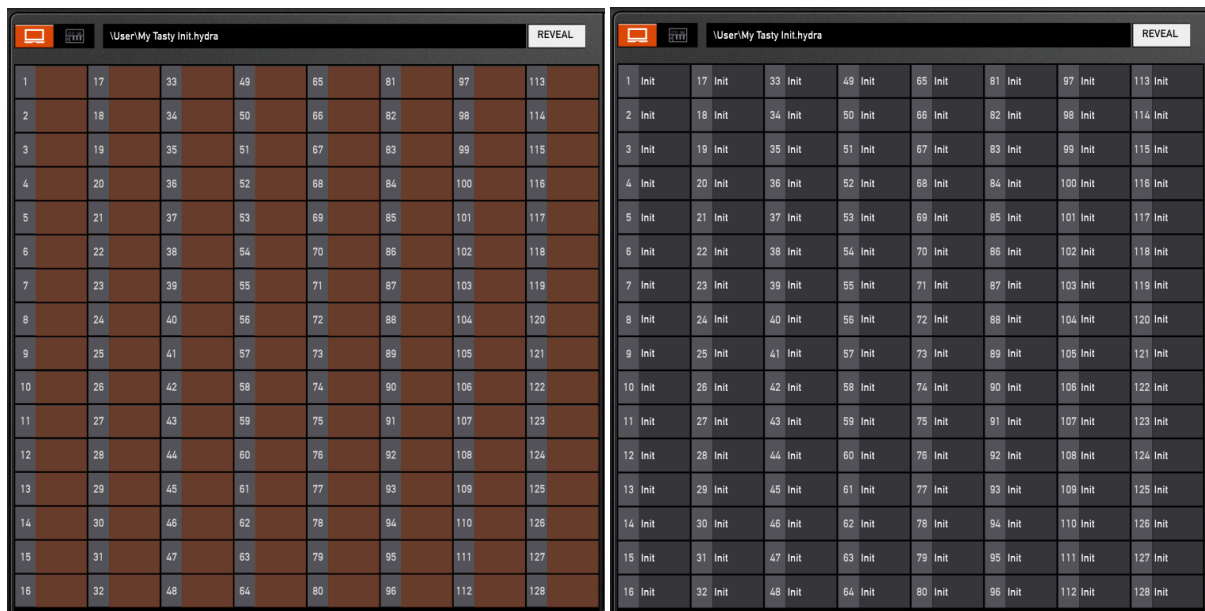 \User\My Tasty Init.hydra REVEAL
1 17 33 49 65 81 97 113
2 18 34 50 66 82 98 114
3 19 35 51 67 83 99 115
4 20 36 52 68 84 100 116
5 21 37 53 69 85 101 117
6 22 38 54 70 86 102 118
7 23 39 55 71 87 103 119
8 24 40 56 72 88 104 120
9 25 41 57 73 89 105 121
10 26 42 58 74 90 106 122
11 27 43 59 75 91 107 123
12 28 44 60 76 92 108 124
13 29 45 61 77 93 109 125
14 30 46 62 78 94 110 126
15 31 47 63 79 95 111 127
16 32 48 64 80 96 112 128
\User\My Tasty Init.hydra REVEAL
1 Init 17 Init 33 Init 49 Init 65 Init 81 Init 97 Init 113 Init
2 Init 18 Init 34 Init 50 Init 66 Init 82 Init 98 Init 114 Init
3 Init 19 Init 35 Init 51 Init 67 Init 83 Init 99 Init 115 Init
4 Init 20 Init 36 Init 52 Init 68 Init 84 Init 100 Init 116 Init
5 Init 21 Init 37 Init 53 Init 69 Init 85 Init 101 Init 117 Init
6 Init 22 Init 38 Init 54 Init 70 Init 86 Init 102 Init 118 Init
7 Init 23 Init 39 Init 55 Init 71 Init 87 Init 103 Init 119 Init
8 Init 24 Init 40 Init 56 Init 72 Init 88 Init 104 Init 120 Init
9 Init 25 Init 41 Init 57 Init 73 Init 89 Init 105 Init 121 Init
10 Init 26 Init 42 Init 58 Init 74 Init 90 Init 106 Init 122 Init
11 Init 27 Init 43 Init 59 Init 75 Init 91 Init 107 Init 123 Init
12 Init 28 Init 44 Init 60 Init 76 Init 92 Init 108 Init 124 Init
13 Init 29 Init 45 Init 61 Init 77 Init 93 Init 109 Init 125 Init
14 Init 30 Init 46 Init 62 Init 78 Init 94 Init 110 Init 126 Init
15 Init 31 Init 47 Init 63 Init 79 Init 95 Init 111 Init 127 Init
16 Init 32 Init 48 Init 64 Init 80 Init 96 Init 112 Init 128 Init